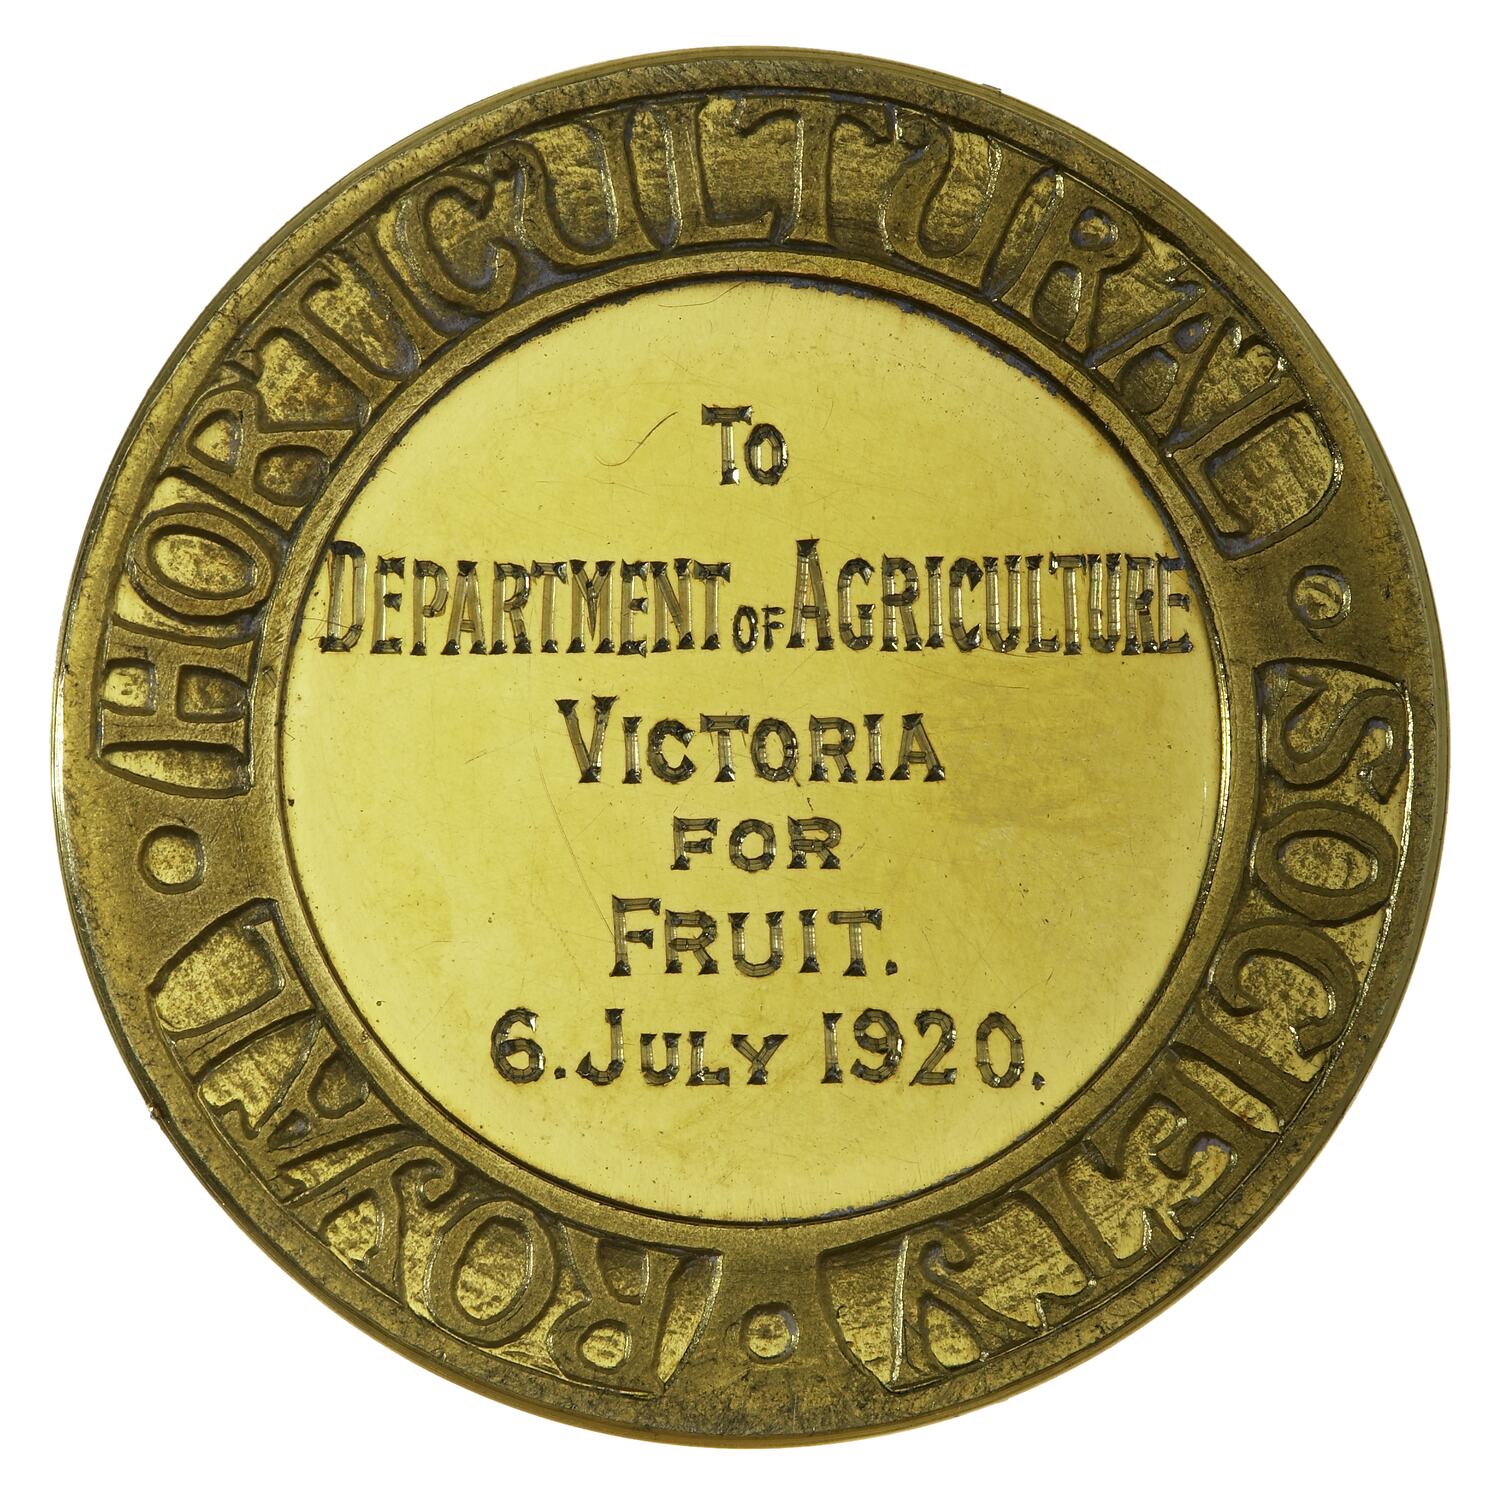 ROYAL · HORTICULTURAL · SOCIETY ·
To
DEPARTMENT OF AGRICULTURE
VICTORIA
FOR
FRUIT.
6. JULY 1920.